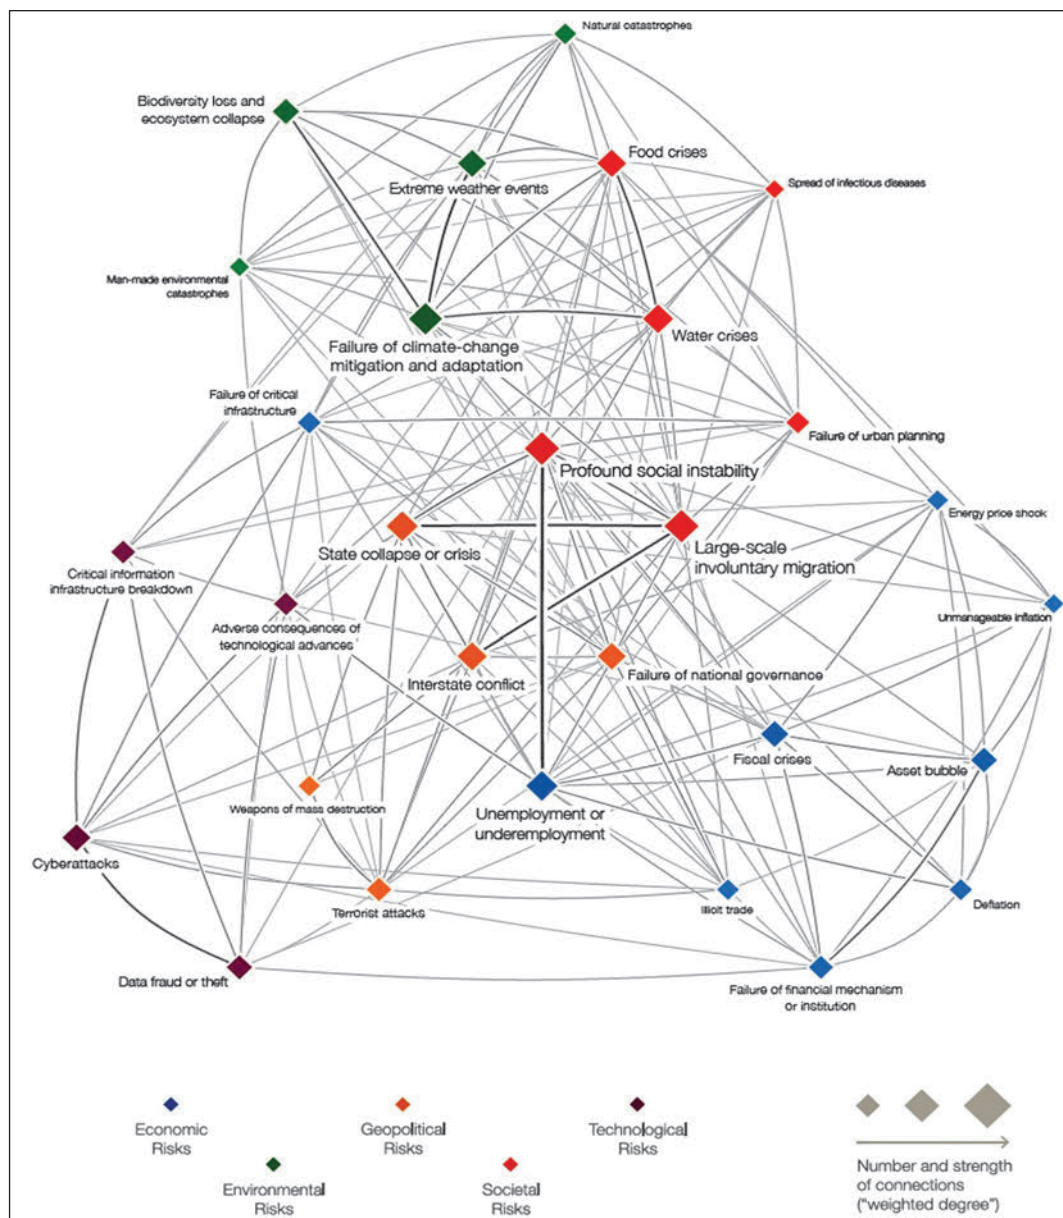 Natural catastrophes
Biodiversity loss and
ecosystem collapse
Food crises
Extreme weather events
Spread of infectious diseases
Man-made environmental
catastrophes
Water crises
Failure of climate-change
mitigation and adaptation
Failure of critical
infrastructure
Failure of urban planning
Profound social instability
Energy price shock
State collapse or crisis
Large-scale
involuntary migration
Critical information
infrastructure breakdown
Unmanageable inflation
Adverse consequences of
technological advances
Failure of national governance
Interstate conflict
Fiscal crises
Asset bubble
Weapons of mass destruction
Unemployment or
underemployment
Cyberattacks
Terrorist attacks
Illicit trade
Deflation
Data fraud or theft
Failure of financial mechanism
or institution
Economic
Risks
Geopolitical
Risks
Technological
Risks
Environmental
Risks
Societal
Risks
Number and strength
of connections
("weighted degree")